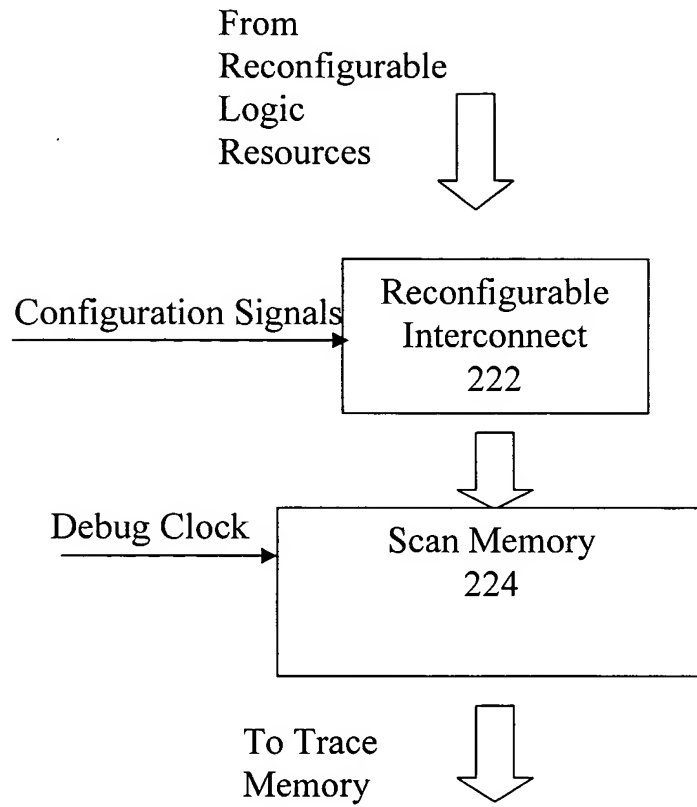 From
Reconfigurable
Logic
Resources
Configuration Signals
Reconfigurable
Interconnect
222
Debug Clock
Scan Memory
224
To Trace
Memory